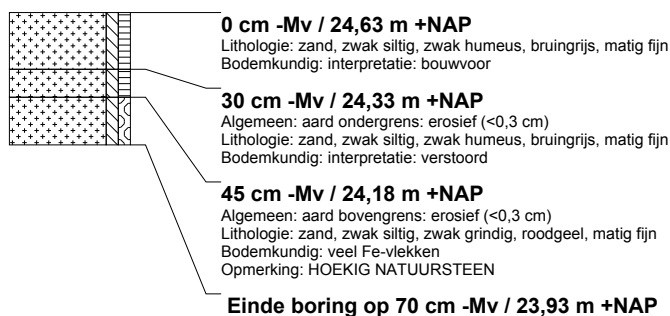 0 cm -Mv / 24,63 m +NAP
Lithologie: zand, zwak siltig, zwak humeus, bruingrijs, matig fijn
Bodemkundig: interpretatie: bouwvoor
30 cm -Mv / 24,33 m +NAP
Algemeen: aard ondergrens: erosief (<0,3 cm)
Lithologie: zand, zwak siltig, zwak humeus, bruingrijs, matig fijn
Bodemkundig: interpretatie: verstoord
45 cm -Mv / 24,18 m +NAP
Algemeen: aard bovengrens: erosief (<0,3 cm)
Lithologie: zand, zwak siltig, zwak grindig, roodgeel, matig fijn
Bodemkundig: veel Fe-vlekken
Opmerking: HOEKIG NATUURSTEEN
Einde boring op 70 cm -Mv / 23,93 m +NAP